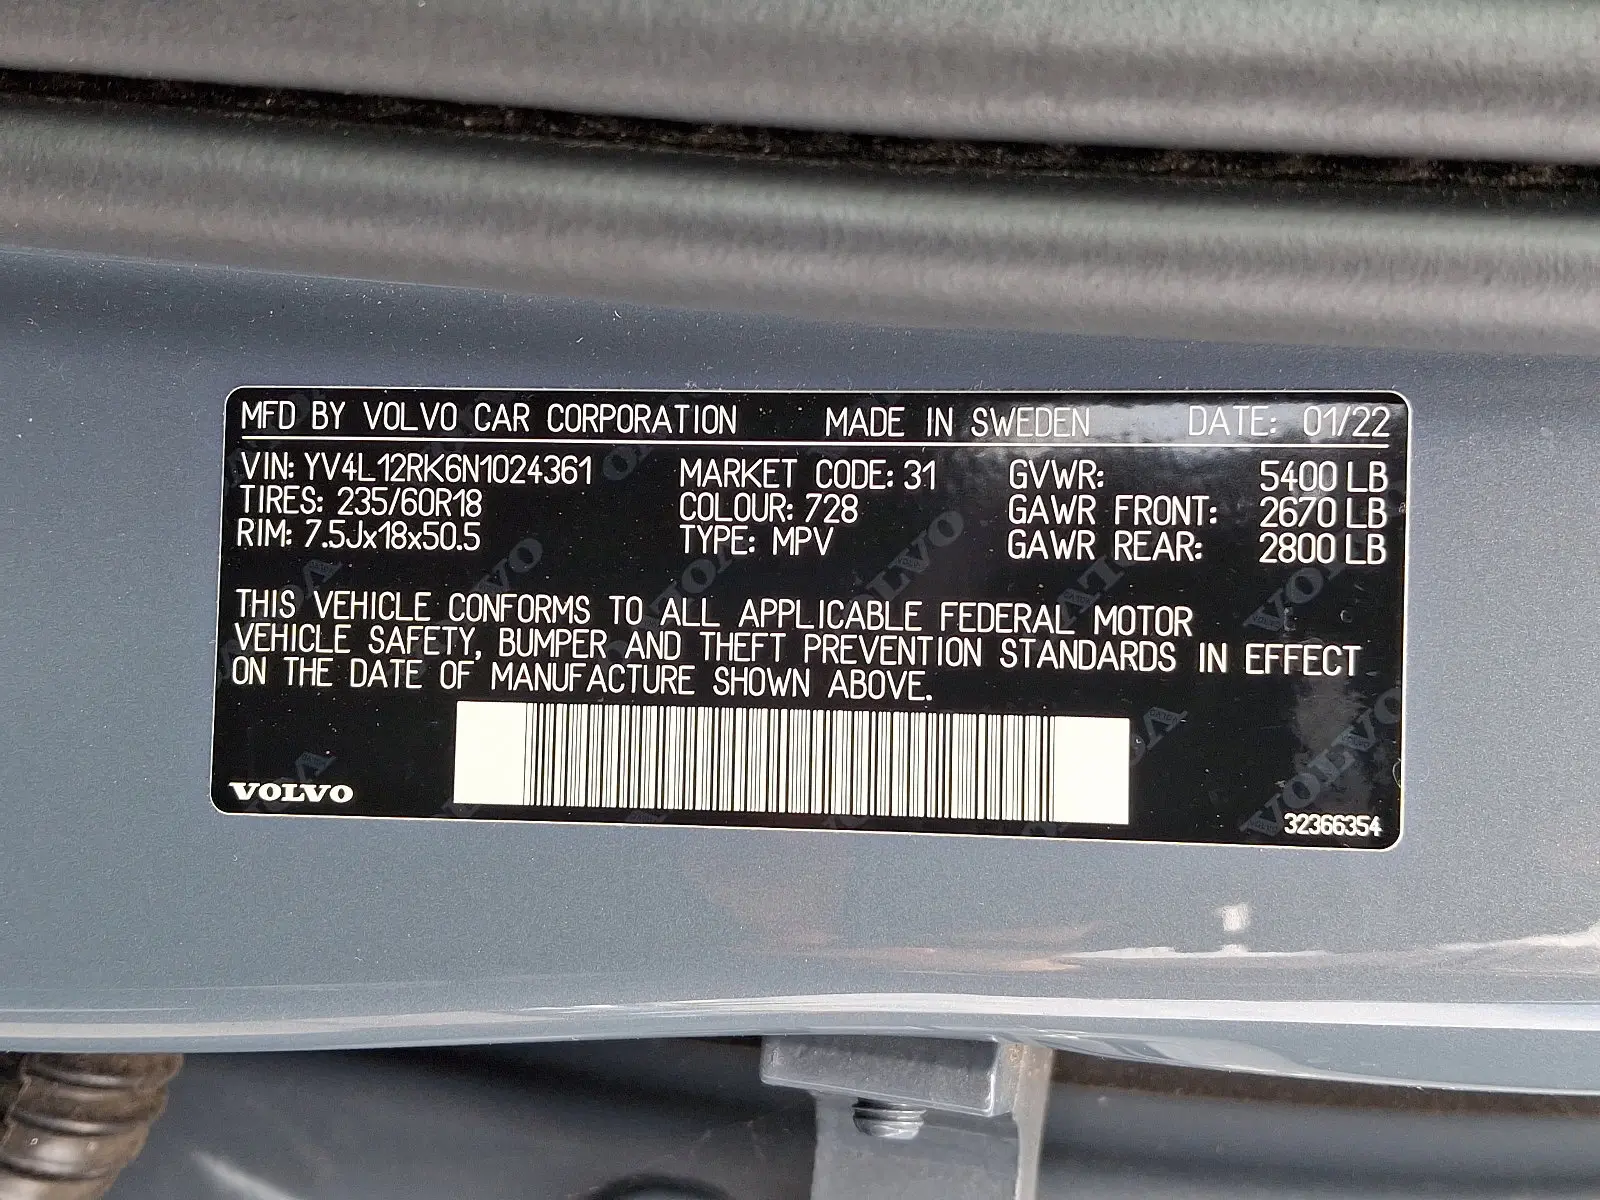 MFD BY VOLVO CAR CORPORATION MADE IN SWEDEN DATE: 01/22
VIN: YV4L12RK6N1024361 MARKET CODE: 31 GVWR: 5400 LB
TIRES: 235/60R18 COLOUR: 728 GAWR FRONT: 2670 LB
RIM: 7.5Jx18x50.5 TYPE: MPV GAWR REAR: 2800 LB
THIS VEHICLE CONFORMS TO ALL APPLICABLE FEDERAL MOTOR
VEHICLE SAFETY, BUMPER AND THEFT PREVENTION STANDARDS IN EFFECT
ON THE DATE OF MANUFACTURE SHOWN ABOVE.
VOLVO
32366354